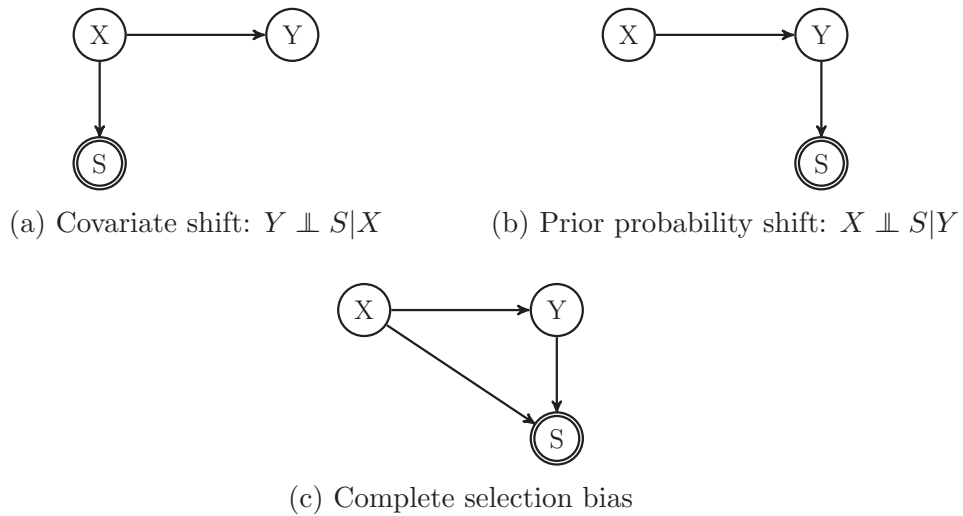 X Y
S
(a) Covariate shift: Y ⫫ S|X
X Y
S
(b) Prior probability shift: X ⫫ S|Y
X Y
S
(c) Complete selection bias